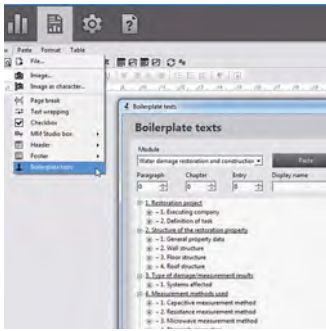 Paste Format Table
File...
Image...
Image as character...
Page break
Text wrapping
Checkbox
MM Studio box
Header
Footer
Boilerplate texts
Boilerplate texts
Boilerplate texts
Module
Water damage restoration and construction
Paste
Paragraph Chapter Entry Display name
0 0 0
1. Restoration project
- 1. Executing company
- 2. Definition of task
2. Structure of the restoration property
- 1. General property data
- 2. Wall structure
- 3. Floor structure
- 4. Roof structure
3. Type of damage/measurement results
- 1. Systems affected
4. Measurement methods used
- 1. Capacitive measurement method
- 2. Resistance measurement method
- 3. Microwave measurement method